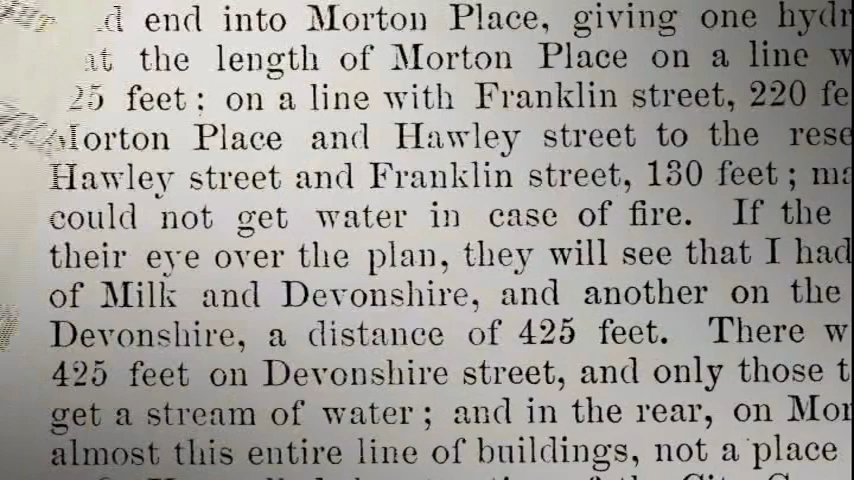 end into Morton Place, giving one
at the length of Morton Place on a line
25 feet; on a line with Franklin street, 220
Morton Place and Hawley street to the
Hawley street and Franklin street, 130 feet;
could not get water in case of fire. If the
their eye over the plan, they will see that I had
of Milk and Devonshire, and another on the
Devonshire, a distance of 425 feet. There
425 feet on Devonshire street, and only those
get a stream of water; and in the rear, on
almost this entire line of buildings, not a place